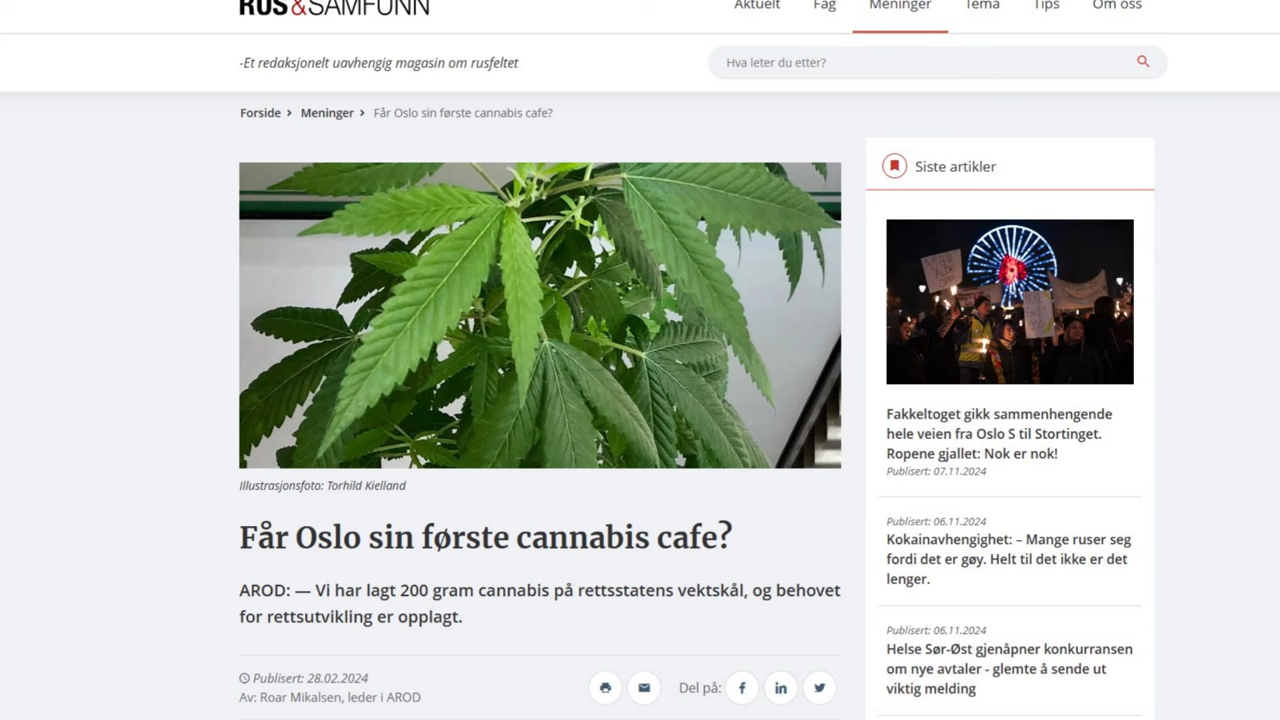 RUS&SAMFUNN
Aktuelt Fag Meninger Tema Tips Om oss
-Et redaksjonelt uavhengig magasin om rusfeltet
Hva leter du etter?
Forside › Meninger › Får Oslo sin første cannabis cafe?
Illustrasjonsfoto: Torhild Kielland
Får Oslo sin første cannabis cafe?
AROD: — Vi har lagt 200 gram cannabis på rettsstatens vektskål, og behovet
for rettsutvikling er opplagt.
Publisert: 28.02.2024
Av: Roar Mikalsen, leder i AROD
Del på:
Siste artikler
Fakkeltoget gikk sammenhengende
hele veien fra Oslo S til Stortinget.
Ropene gjallet: Nok er nok!
Publisert: 07.11.2024
Publisert: 06.11.2024
Kokainavhengighet: – Mange ruser seg
fordi det er gøy. Helt til det ikke er det
lenger.
Publisert: 06.11.2024
Helse Sør-Øst gjenåpner konkurransen
om nye avtaler - glemte å sende ut
viktig melding